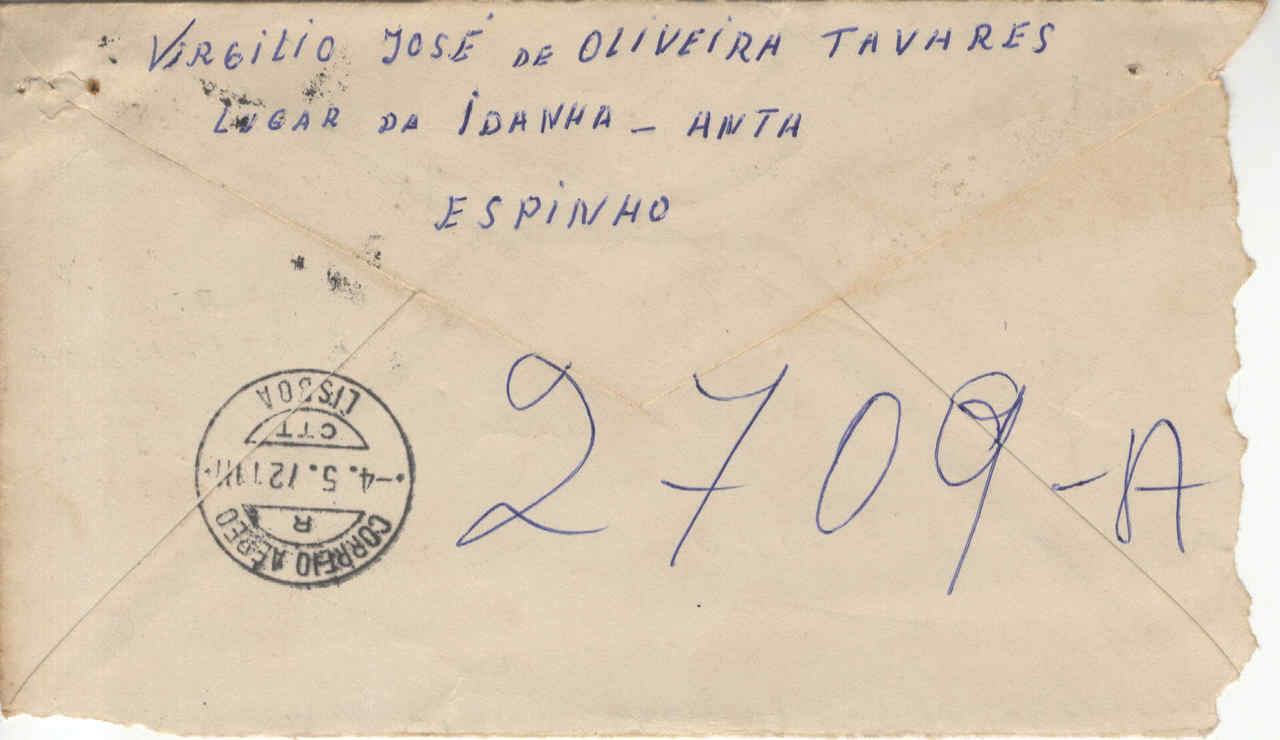 VIRGILIO JOSÉ DE OLIVEIRA TAVARES
LUGAR DA IDANHA - ANTA
ESPINHO
2709-A
CORREIO AÉREO
R
-4.5.72
CTT
LISBOA